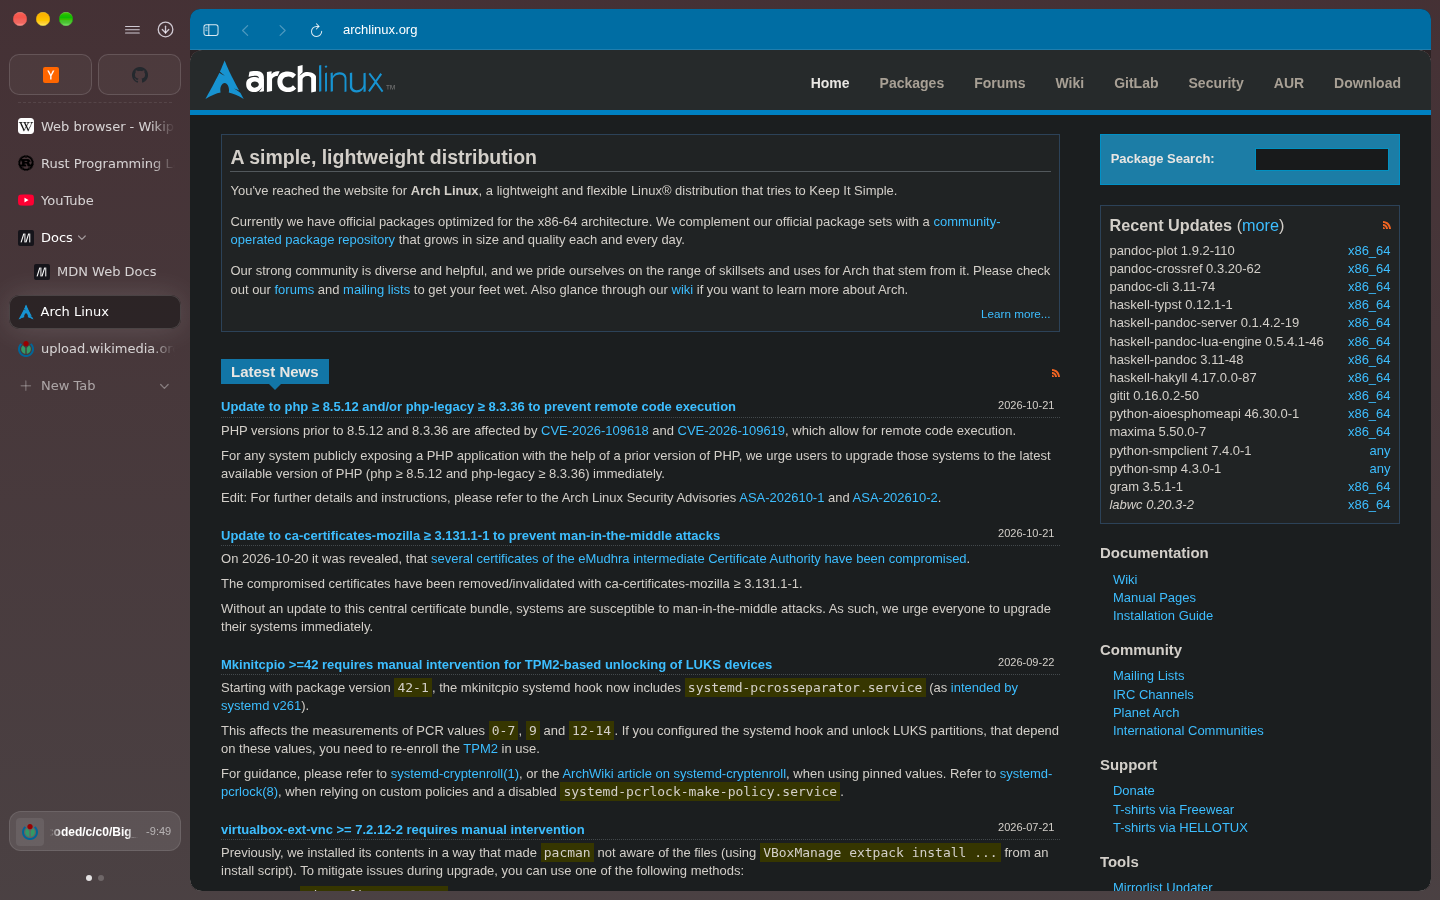 archlinux.org
Y
Web browser - Wikip
Rust Programming L
YouTube
Docs
MDN Web Docs
Arch Linux
upload.wikimedia.or
New Tab
oded/c/c0/Big_
-9:49
archlinux™
Home Packages Forums Wiki GitLab Security AUR Download
A simple, lightweight distribution
You've reached the website for Arch Linux, a lightweight and flexible Linux® distribution that tries to Keep It Simple.
Currently we have official packages optimized for the x86-64 architecture. We complement our official package sets with a community-
operated package repository that grows in size and quality each and every day.
Our strong community is diverse and helpful, and we pride ourselves on the range of skillsets and uses for Arch that stem from it. Please check
out our forums and mailing lists to get your feet wet. Also glance through our wiki if you want to learn more about Arch.
Learn more...
Latest News
Update to php ≥ 8.5.12 and/or php-legacy ≥ 8.3.36 to prevent remote code execution 2026-10-21
PHP versions prior to 8.5.12 and 8.3.36 are affected by CVE-2026-109618 and CVE-2026-109619, which allow for remote code execution.
For any system publicly exposing a PHP application with the help of a prior version of PHP, we urge users to upgrade those systems to the latest
available version of PHP (php ≥ 8.5.12 and php-legacy ≥ 8.3.36) immediately.
Edit: For further details and instructions, please refer to the Arch Linux Security Advisories ASA-202610-1 and ASA-202610-2.
Update to ca-certificates-mozilla ≥ 3.131.1-1 to prevent man-in-the-middle attacks 2026-10-21
On 2026-10-20 it was revealed, that several certificates of the eMudhra intermediate Certificate Authority have been compromised.
The compromised certificates have been removed/invalidated with ca-certificates-mozilla ≥ 3.131.1-1.
Without an update to this central certificate bundle, systems are susceptible to man-in-the-middle attacks. As such, we urge everyone to upgrade
their systems immediately.
Mkinitcpio >=42 requires manual intervention for TPM2-based unlocking of LUKS devices 2026-09-22
Starting with package version 42-1, the mkinitcpio systemd hook now includes systemd-pcrosseparator.service (as intended by
systemd v261).
This affects the measurements of PCR values 0-7, 9 and 12-14. If you configured the systemd hook and unlock LUKS partitions, that depend
on these values, you need to re-enroll the TPM2 in use.
For guidance, please refer to systemd-cryptenroll(1), or the ArchWiki article on systemd-cryptenroll, when using pinned values. Refer to systemd-
pcrlock(8), when relying on custom policies and a disabled systemd-pcrlock-make-policy.service.
virtualbox-ext-vnc >= 7.2.12-2 requires manual intervention 2026-07-21
Previously, we installed its contents in a way that made pacman not aware of the files (using VBoxManage extpack install ... from an
install script). To mitigate issues during upgrade, you can use one of the following methods:
Package Search:
Recent Updates (more)
pandoc-plot 1.9.2-110 x86_64
pandoc-crossref 0.3.20-62 x86_64
pandoc-cli 3.11-74 x86_64
haskell-typst 0.12.1-1 x86_64
haskell-pandoc-server 0.1.4.2-19 x86_64
haskell-pandoc-lua-engine 0.5.4.1-46 x86_64
haskell-pandoc 3.11-48 x86_64
haskell-hakyll 4.17.0.0-87 x86_64
gitit 0.16.0.2-50 x86_64
python-aioesphomeapi 46.30.0-1 x86_64
maxima 5.50.0-7 x86_64
python-smpclient 7.4.0-1 any
python-smp 4.3.0-1 any
gram 3.5.1-1 x86_64
labwc 0.20.3-2 x86_64
Documentation
Wiki
Manual Pages
Installation Guide
Community
Mailing Lists
IRC Channels
Planet Arch
International Communities
Support
Donate
T-shirts via Freewear
T-shirts via HELLOTUX
Tools
Mirrorlist Updater